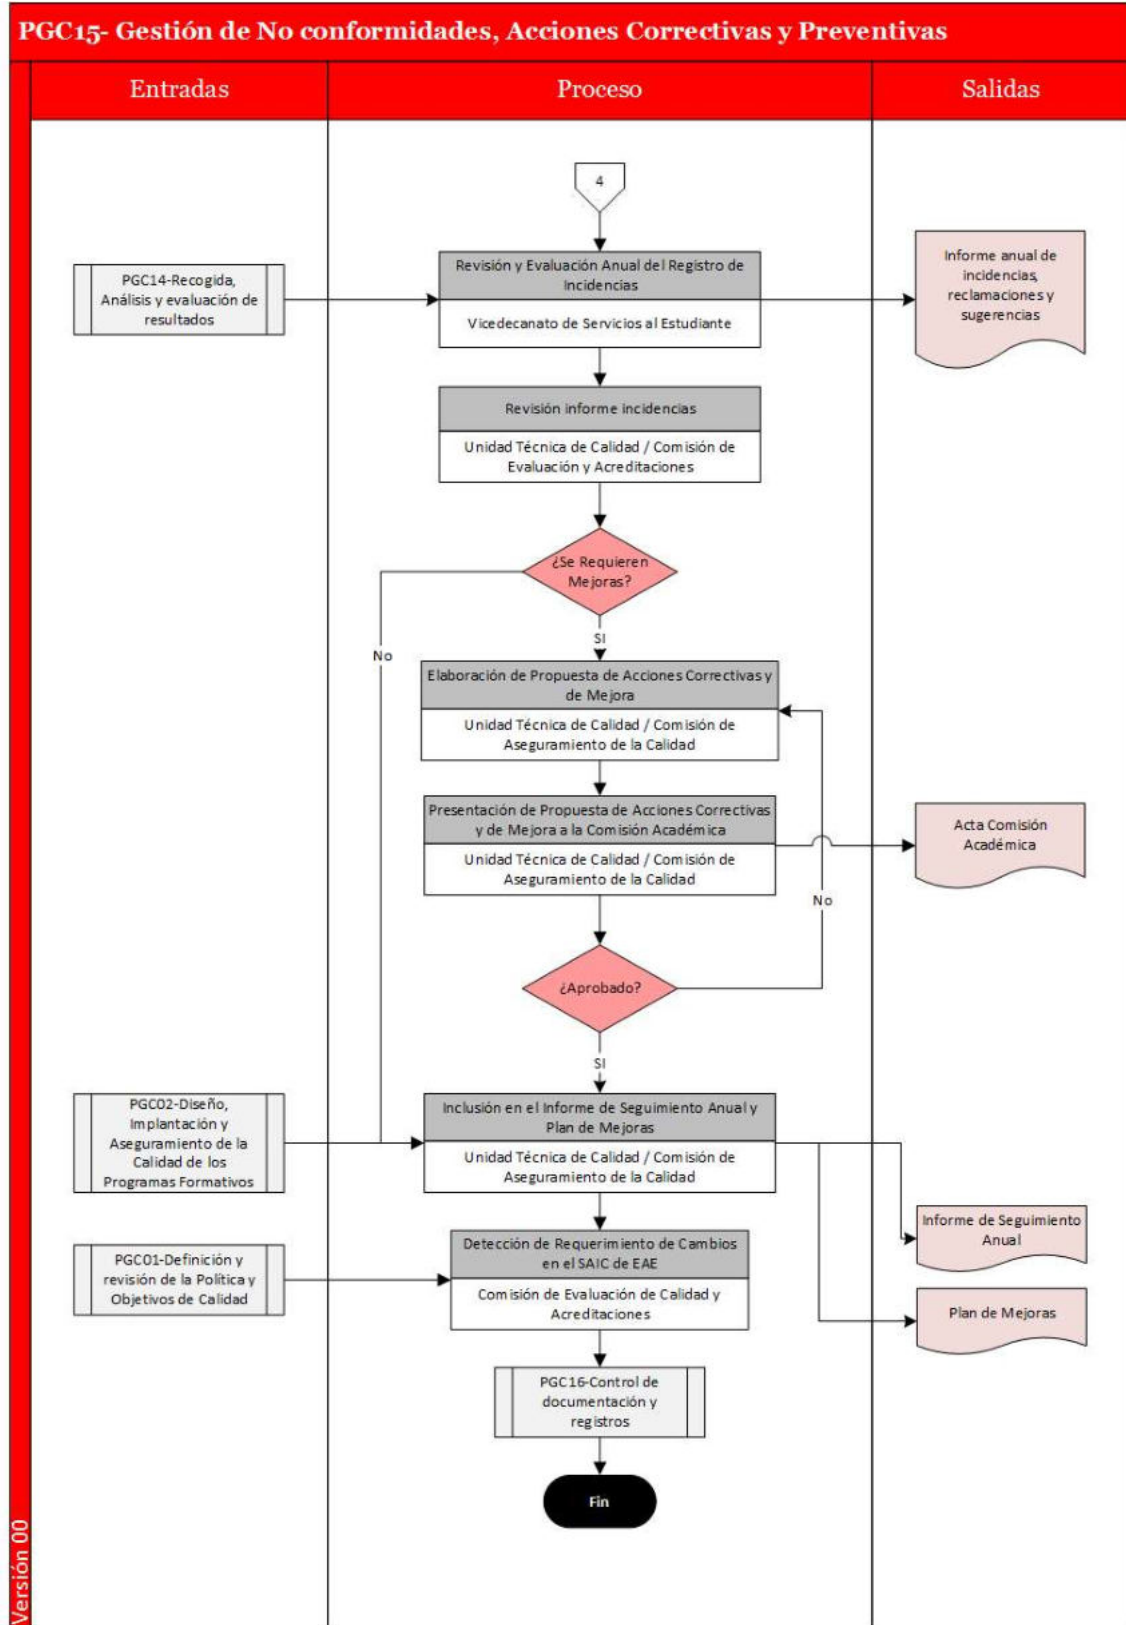 PGC15- Gestión de No conformidades, Acciones Correctivas y Preventivas
Entradas
Proceso
Salidas
4
PGC14-Recogida,
Análisis y evaluación de
resultados
Revisión y Evaluación Anual del Registro de
Incidencias
Vicedecanato de Servicios al Estudiante
Informe anual de
incidencias,
reclamaciones y
sugerencias
Revisión informe incidencias
Unidad Técnica de Calidad / Comisión de
Evaluación y Acreditaciones
¿Se Requieren
Mejoras?
SI
No
Elaboración de Propuesta de Acciones Correctivas y
de Mejora
Unidad Técnica de Calidad / Comisión de
Aseguramiento de la Calidad
Presentación de Propuesta de Acciones Correctivas
y de Mejora a la Comisión Académica
Unidad Técnica de Calidad / Comisión de
Aseguramiento de la Calidad
Acta Comisión
Académica
No
¿Aprobado?
SI
PGC02-Diseño,
Implantación y
Aseguramiento de la
Calidad de los
Programas Formativos
Inclusión en el Informe de Seguimiento Anual y
Plan de Mejoras
Unidad Técnica de Calidad / Comisión de
Aseguramiento de la Calidad
Informe de Seguimiento
Anual
PGC01-Definición y
revisión de la Política y
Objetivos de Calidad
Detección de Requerimiento de Cambios
en el SAIC de EAE
Comisión de Evaluación de Calidad y
Acreditaciones
Plan de Mejoras
PGC16-Control de
documentación y
registros
Fin
Versión 00